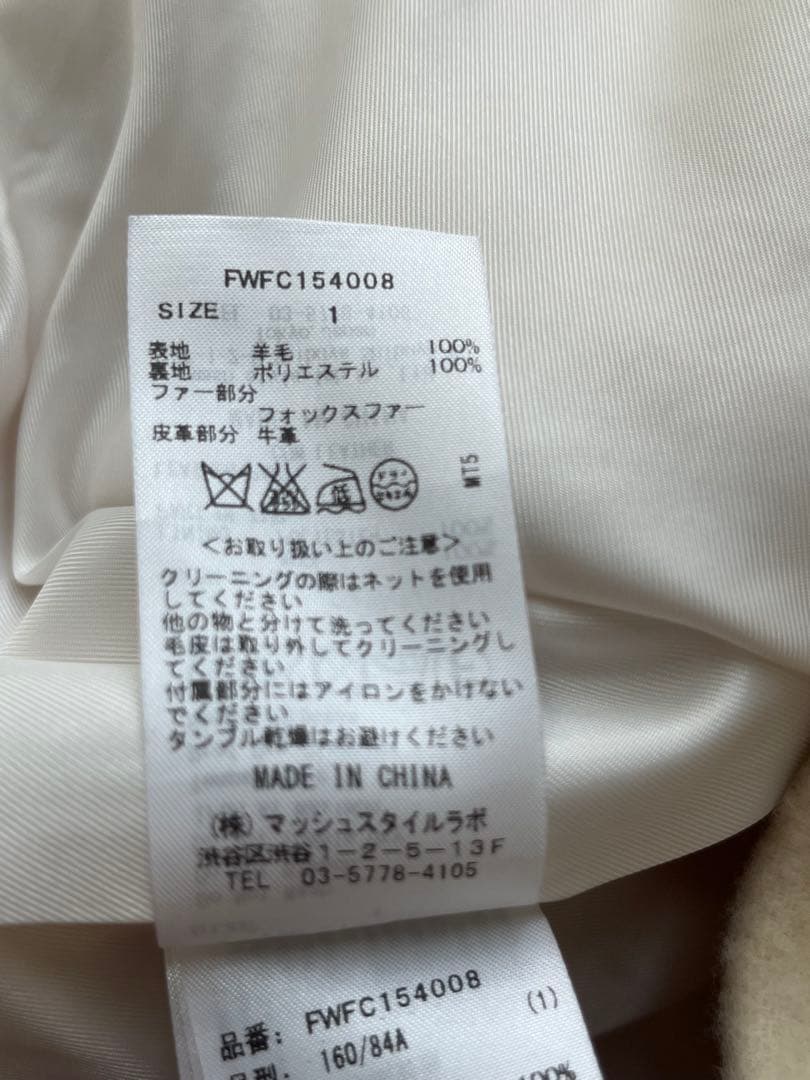 FWFC154008
SIZE 1
表地 羊毛 100%
裏地 ポリエステル 100%
ファー部分
フォックスファー
皮革部分 牛革
低
ドライ
WT5
<お取り扱い上のご注意>
クリーニングの際はネットを使用
してください
他の物と分けて洗ってください
毛皮は取り外してクリーニングし
てください
付属部分にはアイロンをかけない
でください
タンブル乾燥はお避けください
MADE IN CHINA
(株)マッシュスタイルラボ
渋谷区渋谷1-2-5-13F
TEL 03-5778-4105
品番: FWFC154008
(1)
160/84A
100%